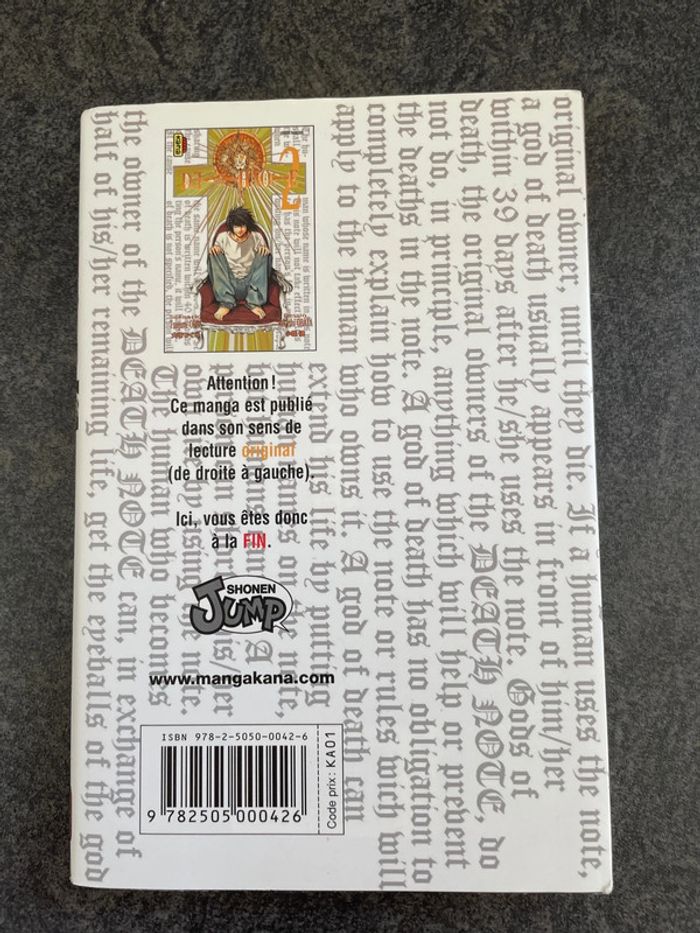 original owner, until they die. If a human uses the note,
a god of death usually appears in front of him/her
within 39 days after he/she uses the note. Gods of
death, the original owners of the DEATH NOTE, do
not do, in principle, anything which will help or prevent
the deaths in the note. A god of death has no obligation to
completely explain how to use the note or rules which will
apply to the human who owns it. A god of death can
extend his life by putting
The human who becomes
the owner of the DEATH NOTE can, in exchange of
half of his/her remaining life, get the eyeballs of the god
kana
2
Attention !
Ce manga est publié
dans son sens de
lecture original
(de droite à gauche).
Ici, vous êtes donc
à la FIN.
SHONEN
JUMP
www.mangakana.com
ISBN 978-2-5050-0042-6
9 782505 000426
Code prix : KA01